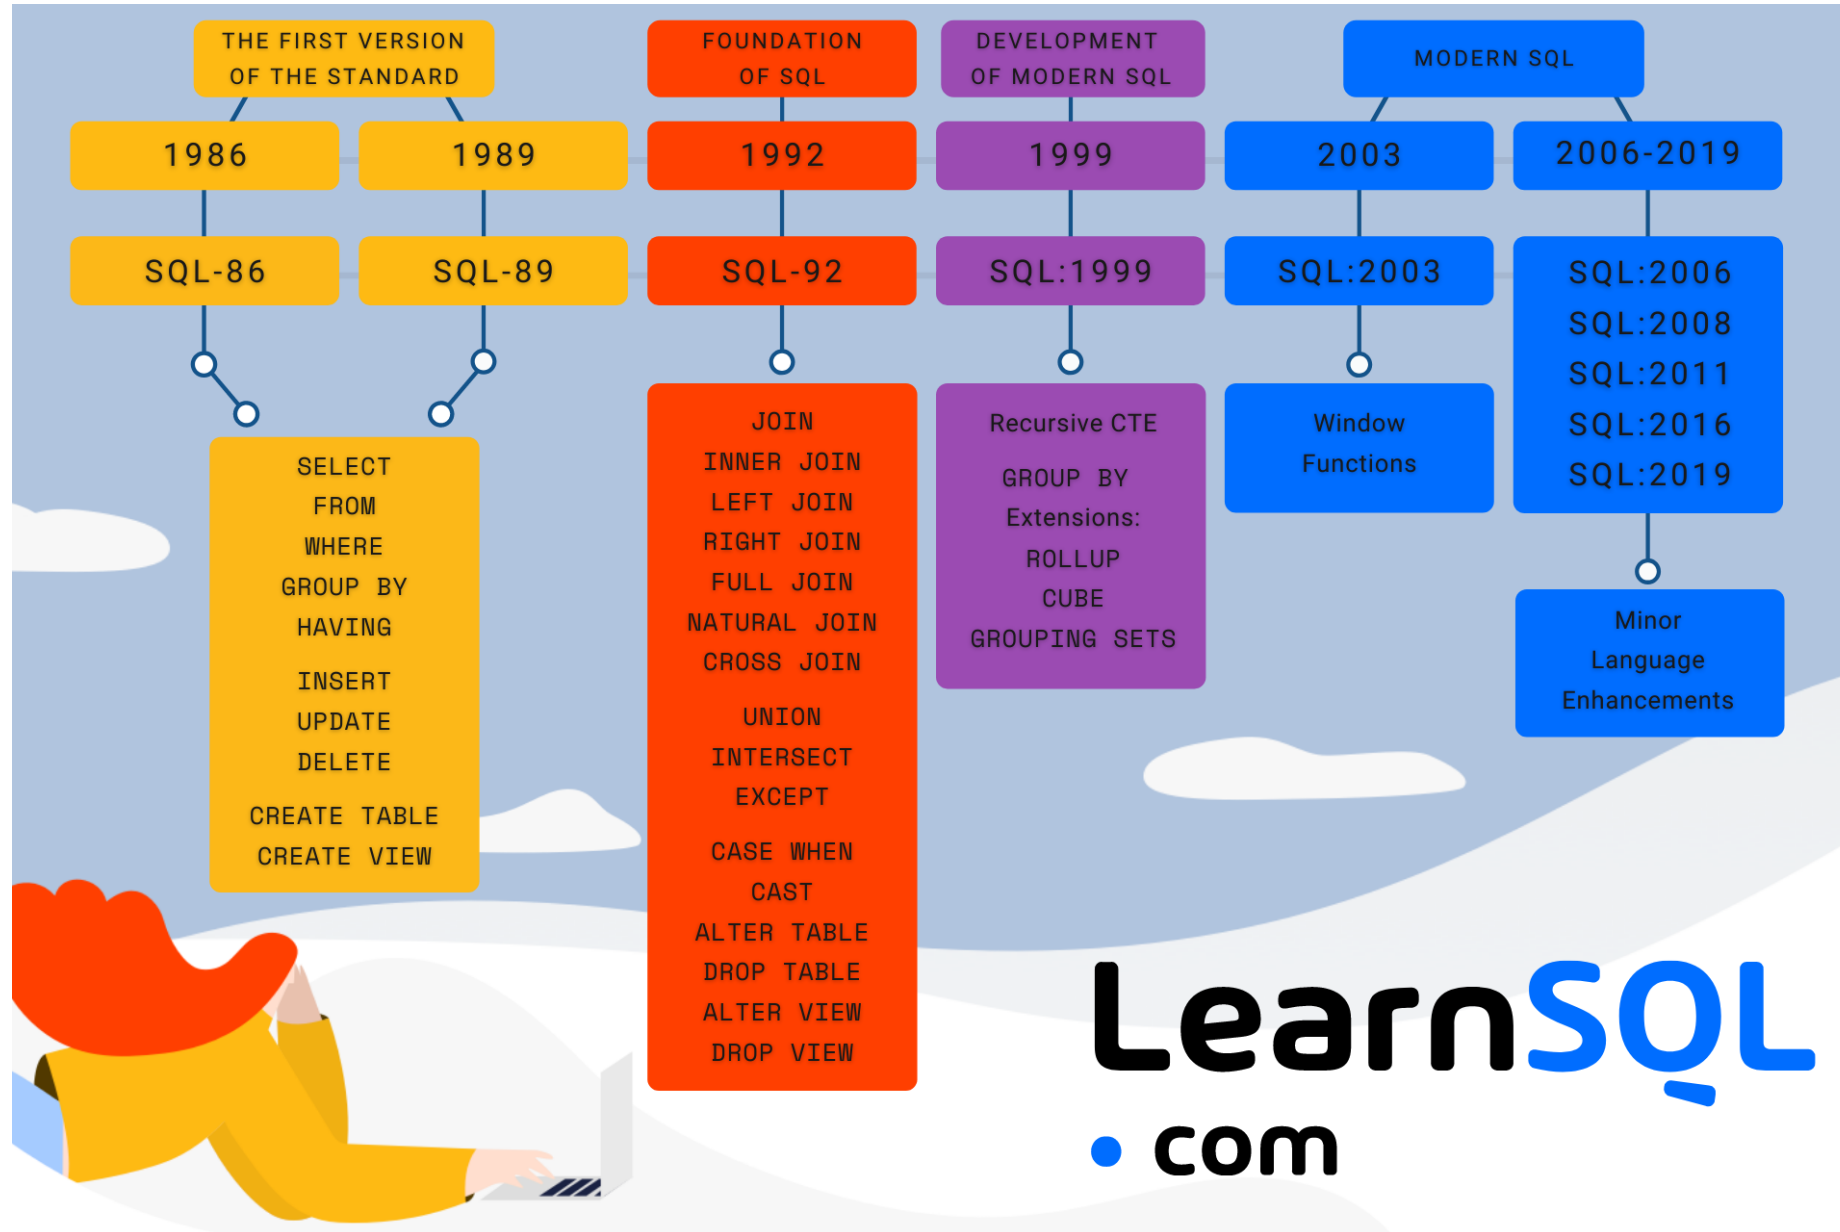 THE FIRST VERSION
OF THE STANDARD
FOUNDATION
OF SQL
DEVELOPMENT
OF MODERN SQL
MODERN SQL
1986
1989
1992
1999
2003
2006-2019
SQL-86
SQL-89
SQL-92
SQL:1999
SQL:2003
SQL:2006
SQL:2008
SQL:2011
SQL:2016
SQL:2019
SELECT
FROM
WHERE
GROUP BY
HAVING
INSERT
UPDATE
DELETE
CREATE TABLE
CREATE VIEW
JOIN
INNER JOIN
LEFT JOIN
RIGHT JOIN
FULL JOIN
NATURAL JOIN
CROSS JOIN
UNION
INTERSECT
EXCEPT
CASE WHEN
CAST
ALTER TABLE
DROP TABLE
ALTER VIEW
DROP VIEW
Recursive CTE
GROUP BY
Extensions:
ROLLUP
CUBE
GROUPING SETS
Window
Functions
Minor
Language
Enhancements
LearnSQL
.com